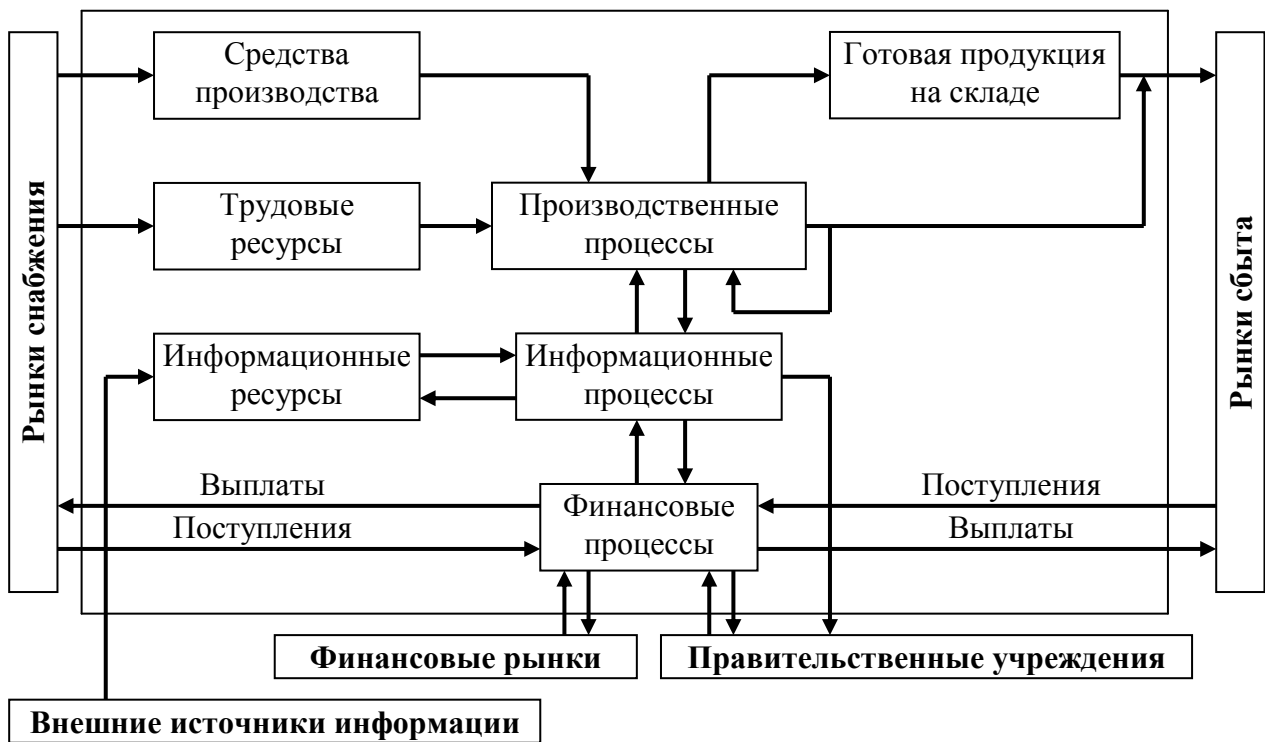 Рынки снабжения
Средства
производства
Готовая продукция
на складе
Трудовые
ресурсы
Производственные
процессы
Информационные
ресурсы
Информационные
процессы
Рынки сбыта
Выплаты
Поступления
Финансовые
процессы
Поступления
Выплаты
Финансовые рынки
Правительственные учреждения
Внешние источники информации